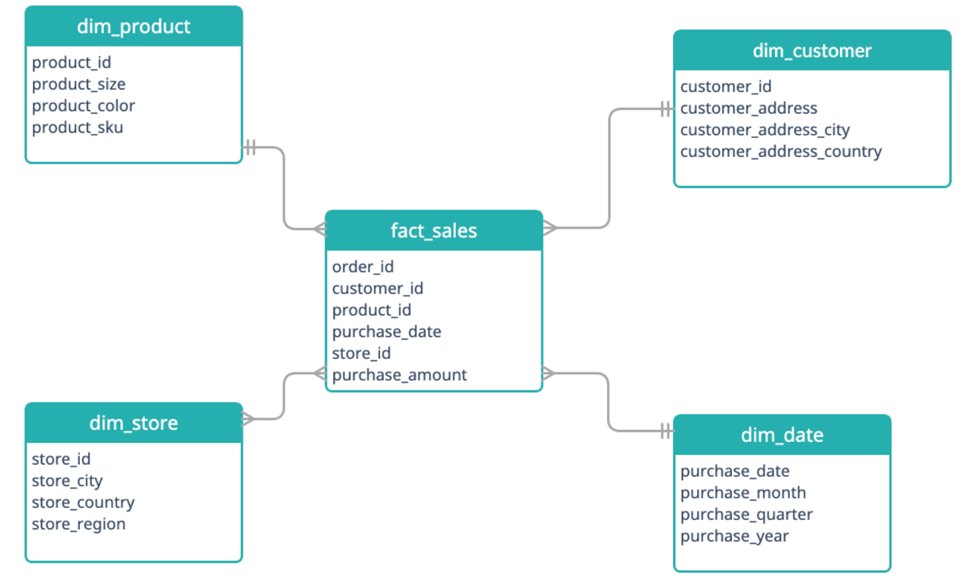 dim_product
product_id
product_size
product_color
product_sku
dim_customer
customer_id
customer_address
customer_address_city
customer_address_country
fact_sales
order_id
customer_id
product_id
purchase_date
store_id
purchase_amount
dim_store
store_id
store_city
store_country
store_region
dim_date
purchase_date
purchase_month
purchase_quarter
purchase_year